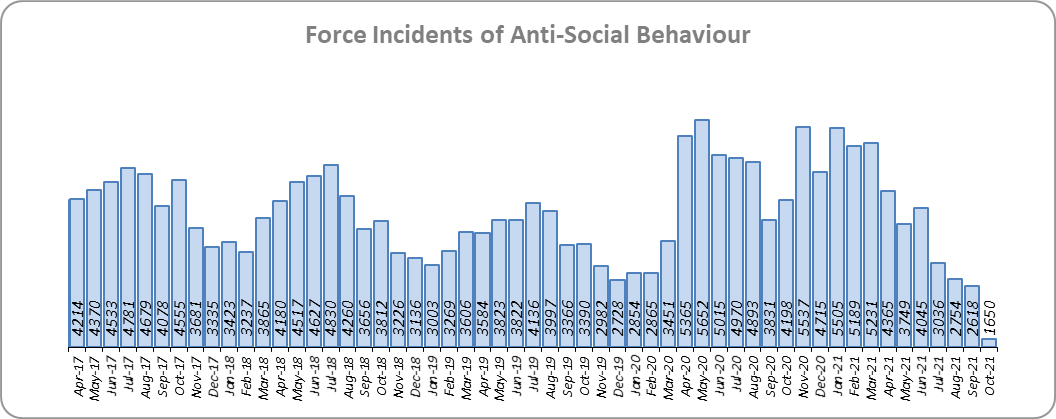 Force Incidents of Anti-Social Behaviour
4214 4370 4533 4781 4679 4078 4555 3681 3335 3423 3237 3865 4180 4517 4627 4830 4260 3656 3812 3226 3136 3003 3269 3606 3584 3823 3822 4136 3997 3366 3390 2982 2728 2854 2865 3451 5365 5652 5015 4970 4893 3831 4198 5537 4715 5505 5189 5231 4365 3749 4045 3036 2754 2618 1650
Apr-17 May-17 Jun-17 Jul-17 Aug-17 Sep-17 Oct-17 Nov-17 Dec-17 Jan-18 Feb-18 Mar-18 Apr-18 May-18 Jun-18 Jul-18 Aug-18 Sep-18 Oct-18 Nov-18 Dec-18 Jan-19 Feb-19 Mar-19 Apr-19 May-19 Jun-19 Jul-19 Aug-19 Sep-19 Oct-19 Nov-19 Dec-19 Jan-20 Feb-20 Mar-20 Apr-20 May-20 Jun-20 Jul-20 Aug-20 Sep-20 Oct-20 Nov-20 Dec-20 Jan-21 Feb-21 Mar-21 Apr-21 May-21 Jun-21 Jul-21 Aug-21 Sep-21 Oct-21